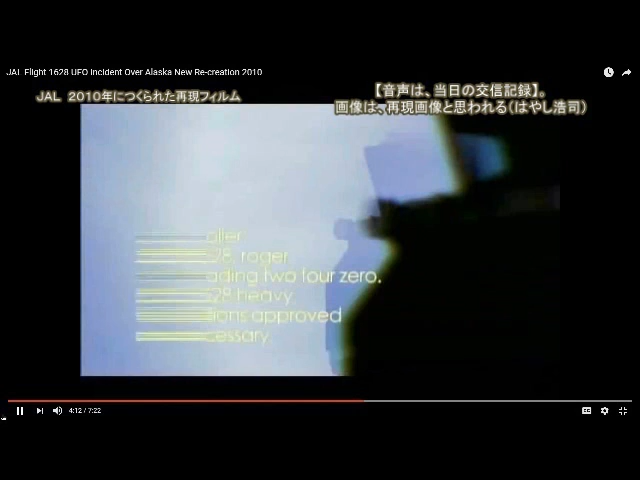 JAL Flight 1628 UFO Incident Over Alaska New Re-creation 2010
JAL 2010年につくられた再現フィルム
【音声は、当日の交信記録】。
画像は、再現画像と思われる(はやし浩司)
oller
28, roger
ading two four zero.
28 heavy,
tions approved
cessary.
4:12 / 7:22